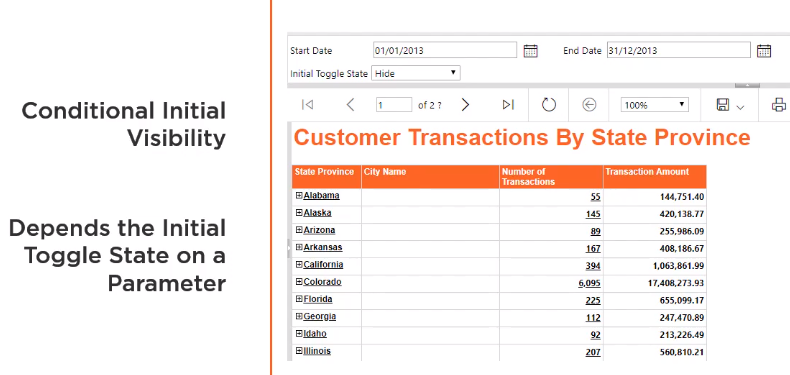 Conditional Initial
Visibility
Depends the Initial
Toggle State on a
Parameter
Start Date 01/01/2013 End Date 31/12/2013
Initial Toggle State Hide
1 of 2 ? 100%
Customer Transactions By State Province
State Province City Name Number of Transactions Transaction Amount
Alabama 55 144,751.40
Alaska 145 420,138.77
Arizona 89 255,986.09
Arkansas 167 408,186.67
California 394 1,063,861.99
Colorado 6,095 17,408,273.93
Florida 225 655,099.17
Georgia 112 247,470.89
Idaho 92 213,226.49
Illinois 207 560,810.21